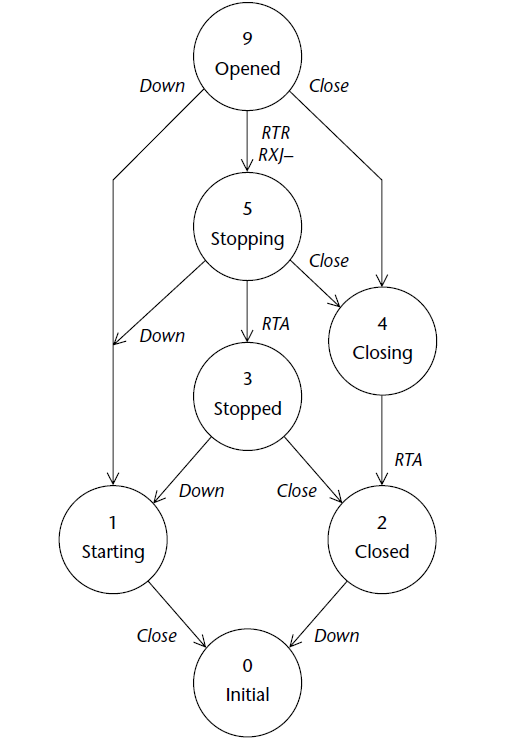 9
Opened
Down
Close
RTR
RXJ–
5
Stopping
Close
Down
RTA
4
Closing
3
Stopped
RTA
Down
Close
1
Starting
2
Closed
Close
Down
0
Initial